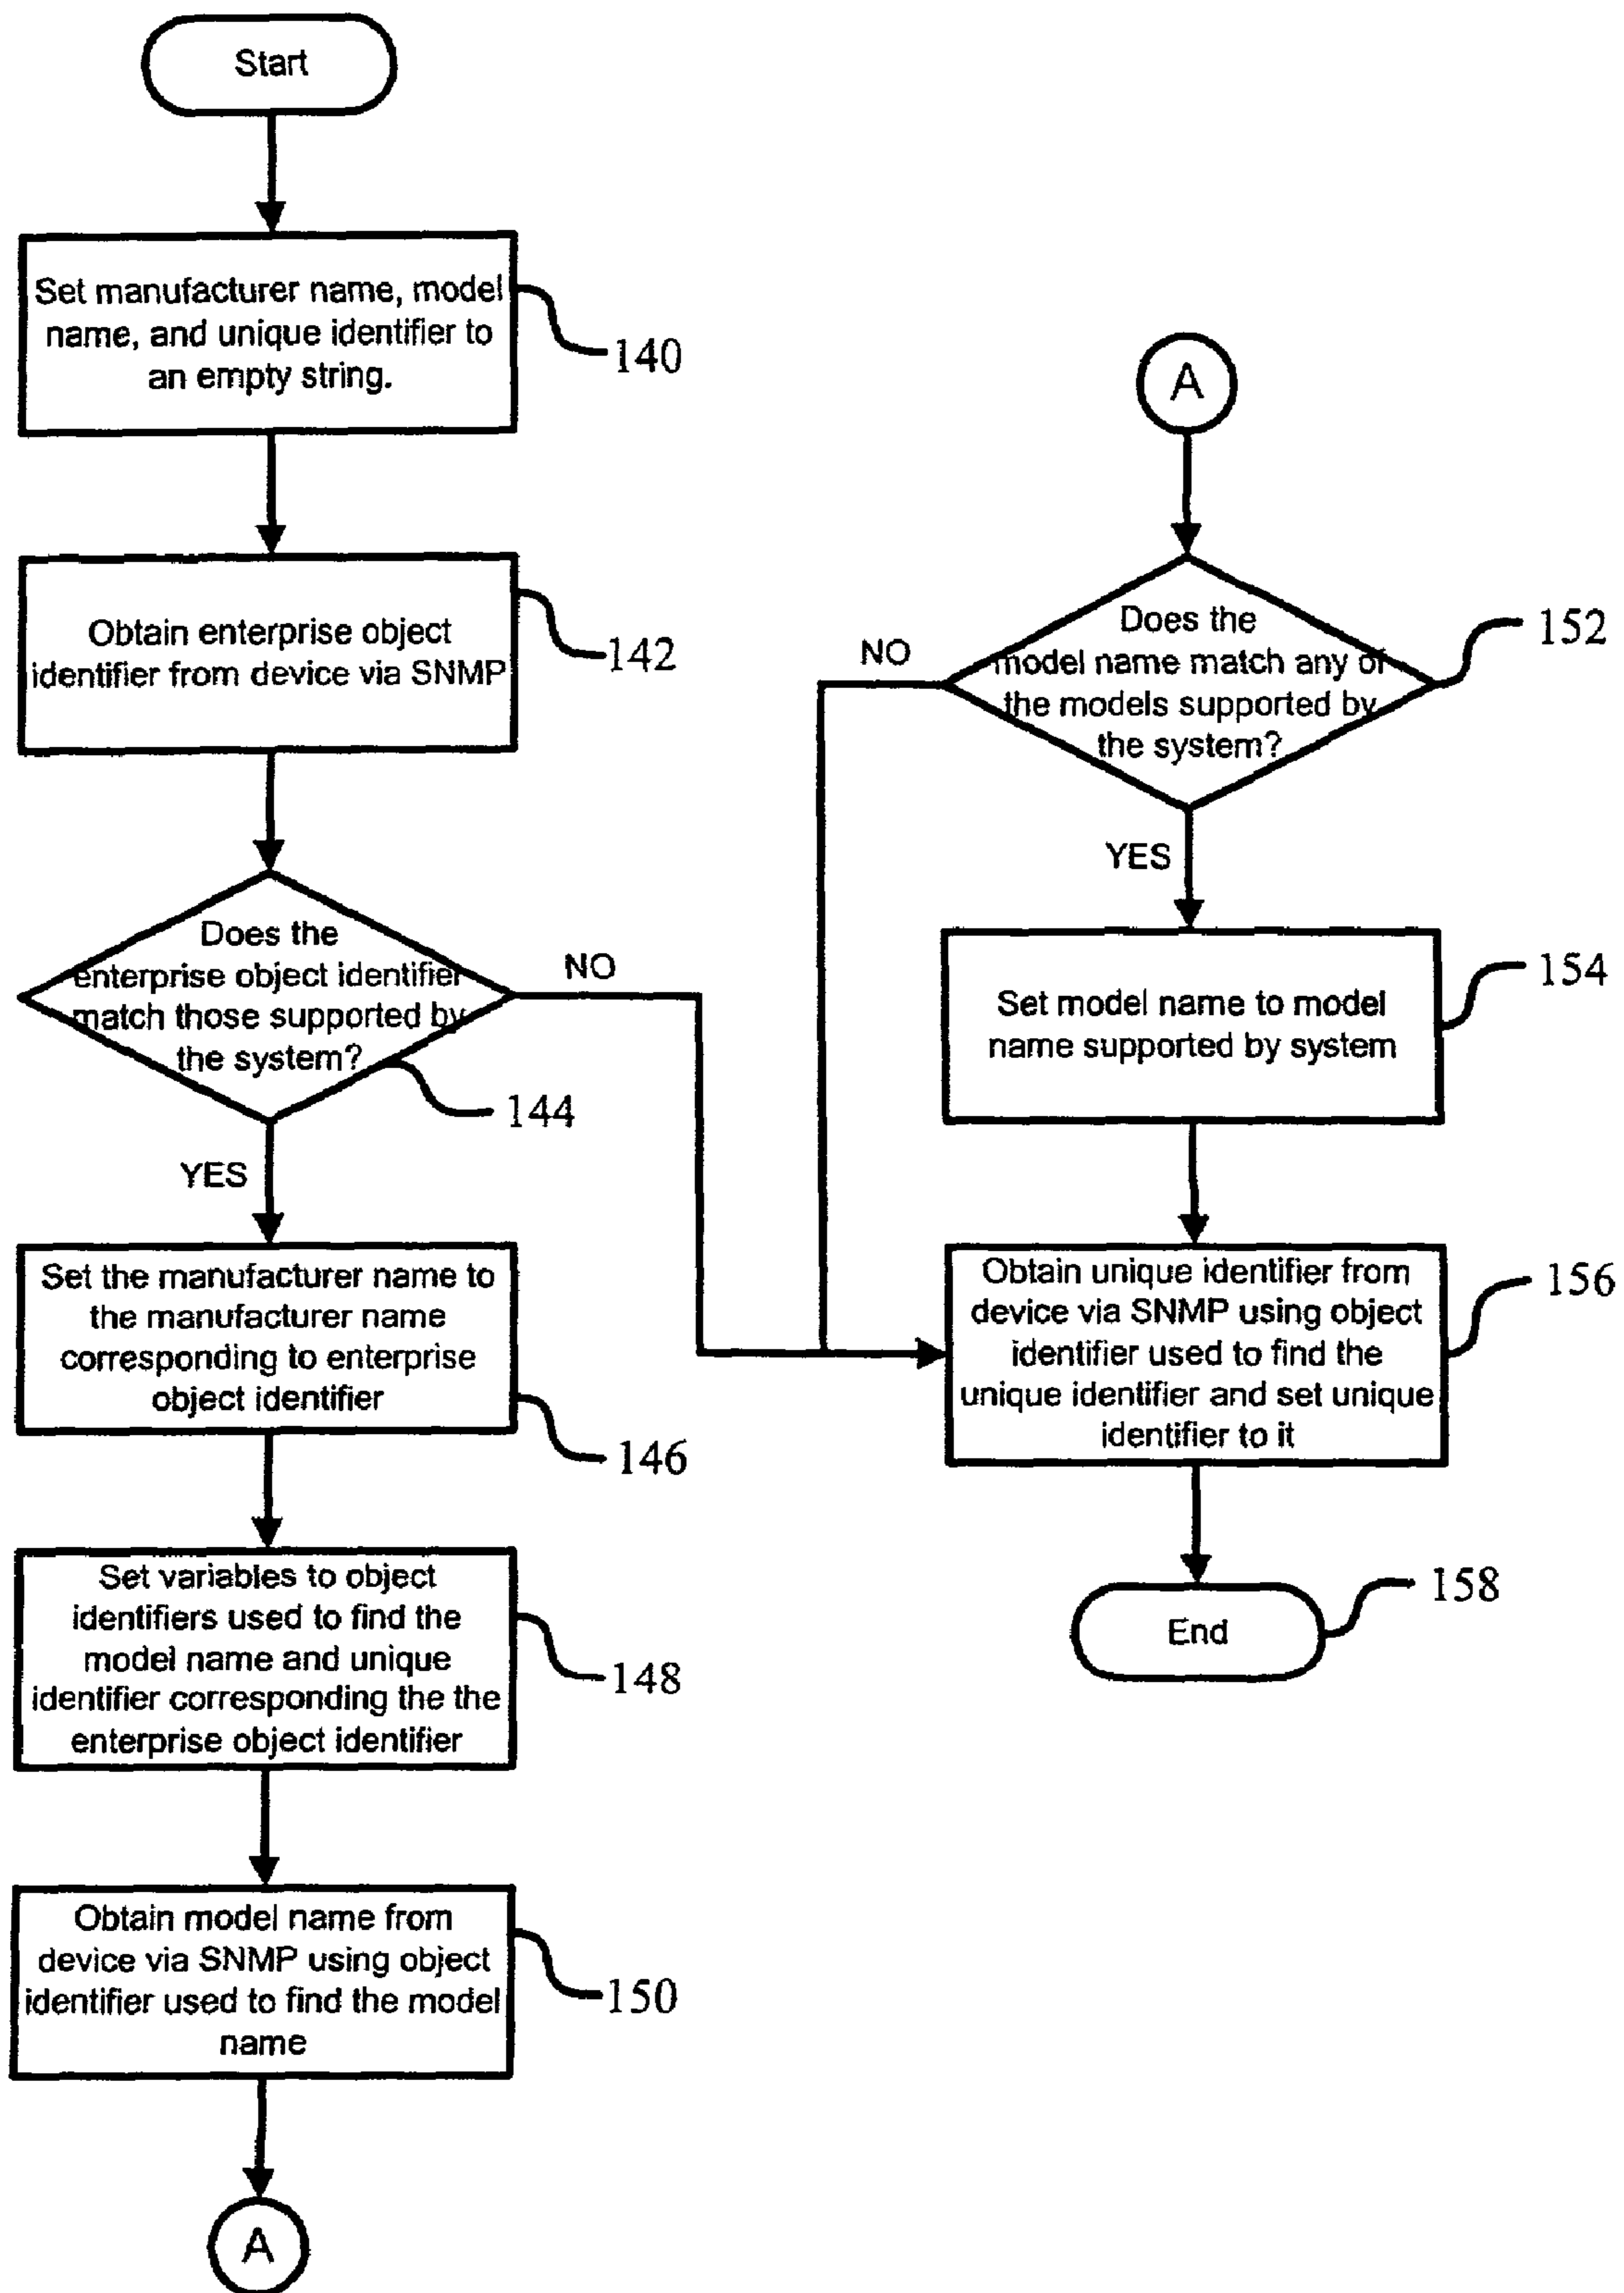 Start
Set manufacturer name, model
name, and unique identifier to
an empty string.
140
Obtain enterprise object
identifier from device via SNMP
142
Does the
enterprise object identifier
match those supported by
the system?
NO
144
YES
Set the manufacturer name to
the manufacturer name
corresponding to enterprise
object identifier
146
Set variables to object
identifiers used to find the
model name and unique
identifier corresponding the the
enterprise object identifier
148
Obtain model name from
device via SNMP using object
identifier used to find the model
name
150
A
A
Does the
model name match any of
the models supported by
the system?
152
NO
YES
Set model name to model
name supported by system
154
Obtain unique identifier from
device via SNMP using object
identifier used to find the
unique identifier and set unique
identifier to it
156
End
158